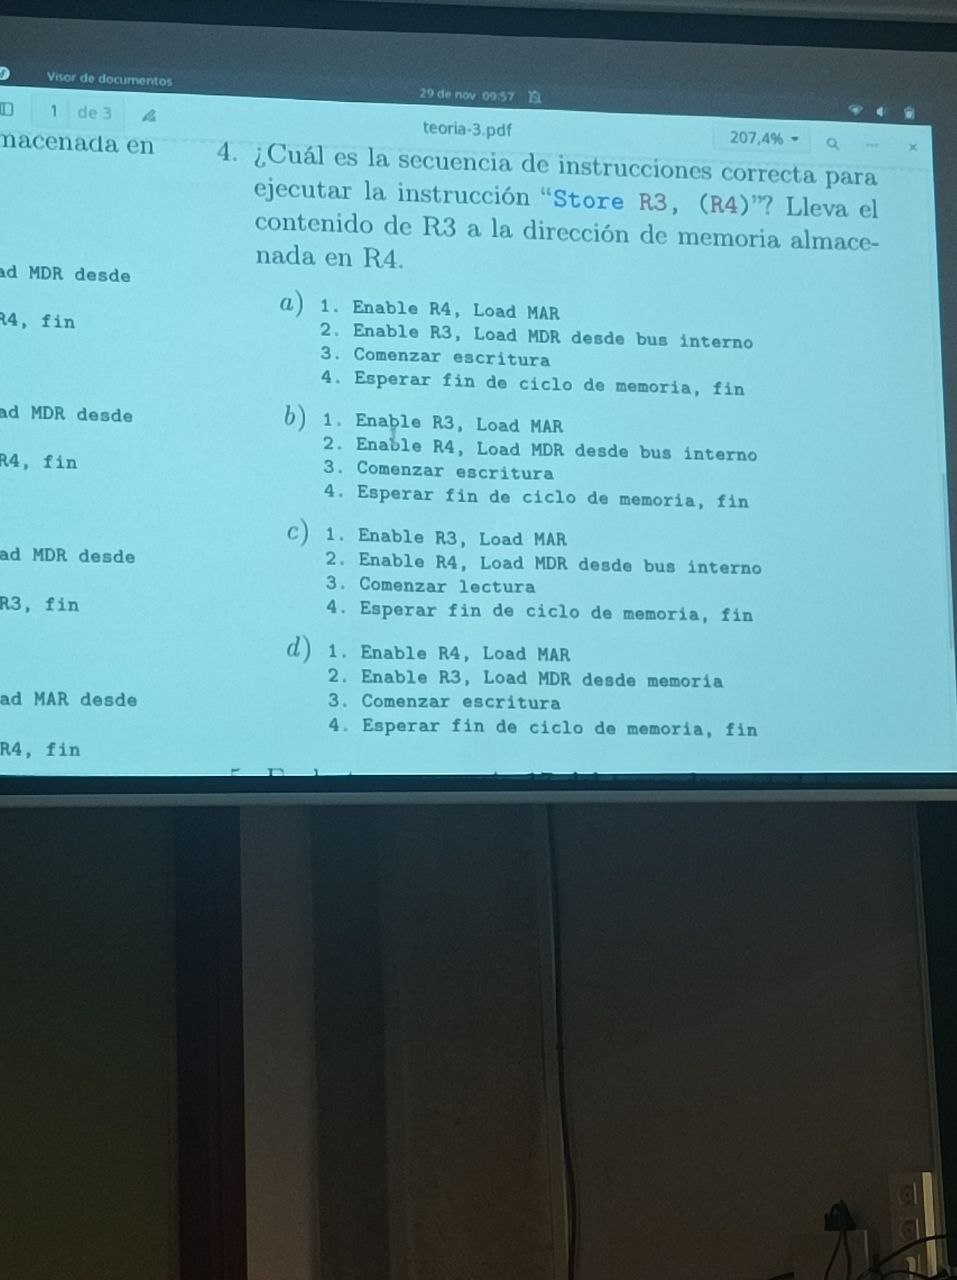 Visor de documentos
29 de nov 09:57
1 de 3
teoria-3.pdf
207,4%
macenada en
ad MDR desde
R4, fin
ad MDR desde
R4, fin
ad MDR desde
R3, fin
ad MAR desde
R4, fin
4. ¿Cuál es la secuencia de instrucciones correcta para
ejecutar la instrucción “Store R3, (R4)”? Lleva el
contenido de R3 a la dirección de memoria almace-
nada en R4.
a) 1. Enable R4, Load MAR
2. Enable R3, Load MDR desde bus interno
3. Comenzar escritura
4. Esperar fin de ciclo de memoria, fin
b) 1. Enable R3, Load MAR
2. Enable R4, Load MDR desde bus interno
3. Comenzar escritura
4. Esperar fin de ciclo de memoria, fin
c) 1. Enable R3, Load MAR
2. Enable R4, Load MDR desde bus interno
3. Comenzar lectura
4. Esperar fin de ciclo de memoria, fin
d) 1. Enable R4, Load MAR
2. Enable R3, Load MDR desde memoria
3. Comenzar escritura
4. Esperar fin de ciclo de memoria, fin